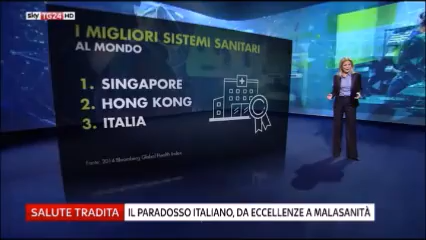 sky TG24 HD
I MIGLIORI SISTEMI SANITARI
AL MONDO
1. SINGAPORE
2. HONG KONG
3. ITALIA
Fonte: 2014 Bloomberg Global Health Index
SALUTE TRADITA
IL PARADOSSO ITALIANO, DA ECCELLENZE A MALASANITÀ